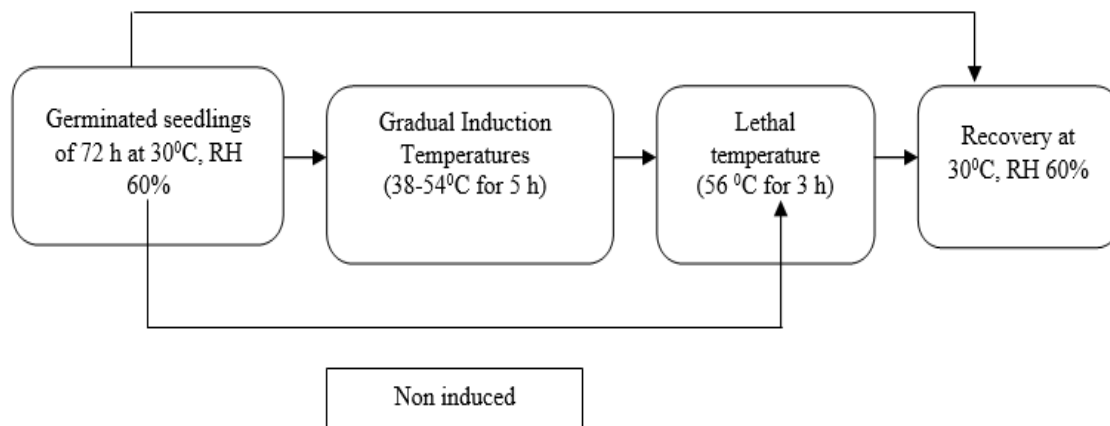 Germinated seedlings
of 72 h at 30⁰C, RH
60%
Gradual Induction
Temperatures
(38-54⁰C for 5 h)
Lethal
temperature
(56 ⁰C for 3 h)
Recovery at
30⁰C, RH 60%
Non induced